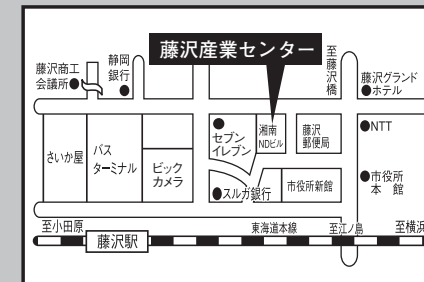 藤沢産業センター
藤沢商工
会議所●
静岡
銀行
●
至藤沢橋
藤沢グランド
●ホテル
さいか屋
バス
ターミナル
ビック
カメラ
●
セブン
イレブン
湘南
NDビル
藤沢
郵便局
●NTT
●スルガ銀行
市役所新館
●市役所
本　館
至小田原
藤沢駅
東海道本線
至江ノ島
至横浜